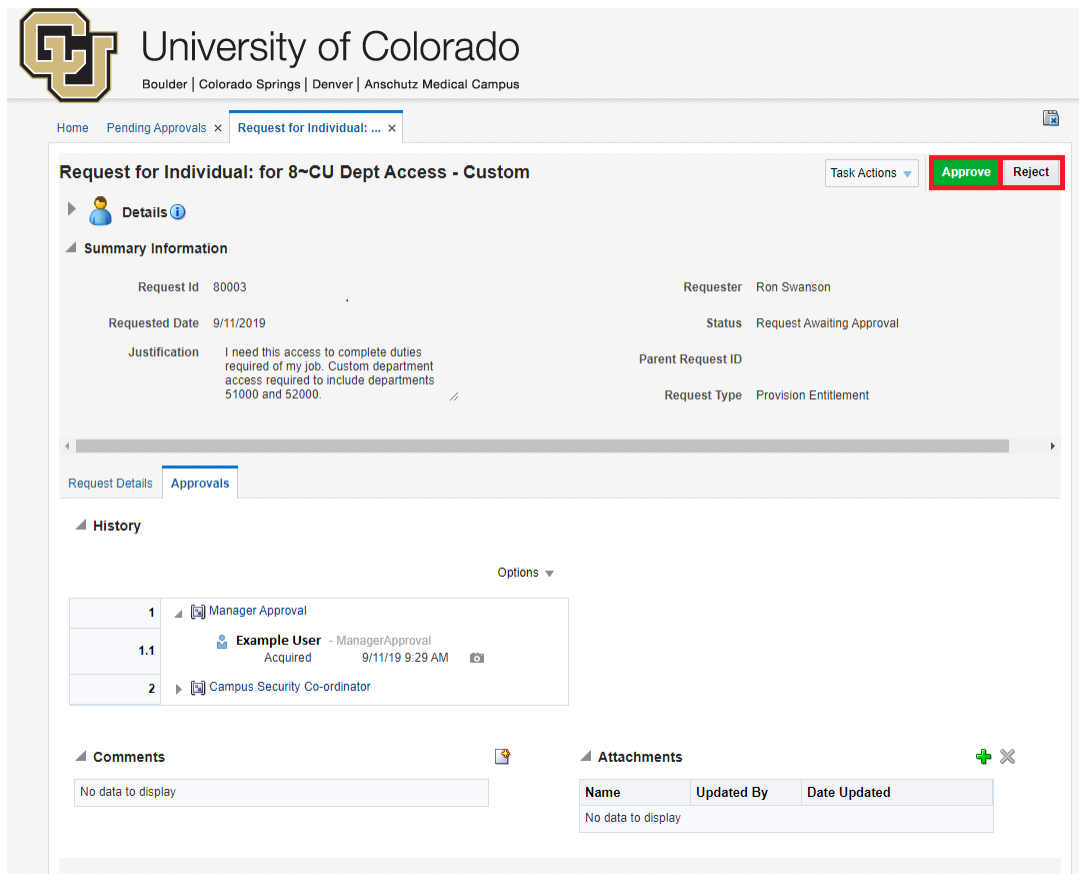 University of Colorado
Boulder | Colorado Springs | Denver | Anschutz Medical Campus
Home Pending Approvals × Request for Individual: ... ×
Request for Individual: for 8~CU Dept Access - Custom Task Actions Approve Reject
Details
Summary Information
Request Id 80003 Requester Ron Swanson
Requested Date 9/11/2019 Status Request Awaiting Approval
Justification I need this access to complete duties
required of my job. Custom department
access required to include departments
51000 and 52000.
Parent Request ID
Request Type Provision Entitlement
Request Details Approvals
History
Options
1 Manager Approval
1.1 Example User - ManagerApproval
Acquired 9/11/19 9:29 AM
2 Campus Security Co-ordinator
Comments Attachments
No data to display
Name Updated By Date Updated
No data to display